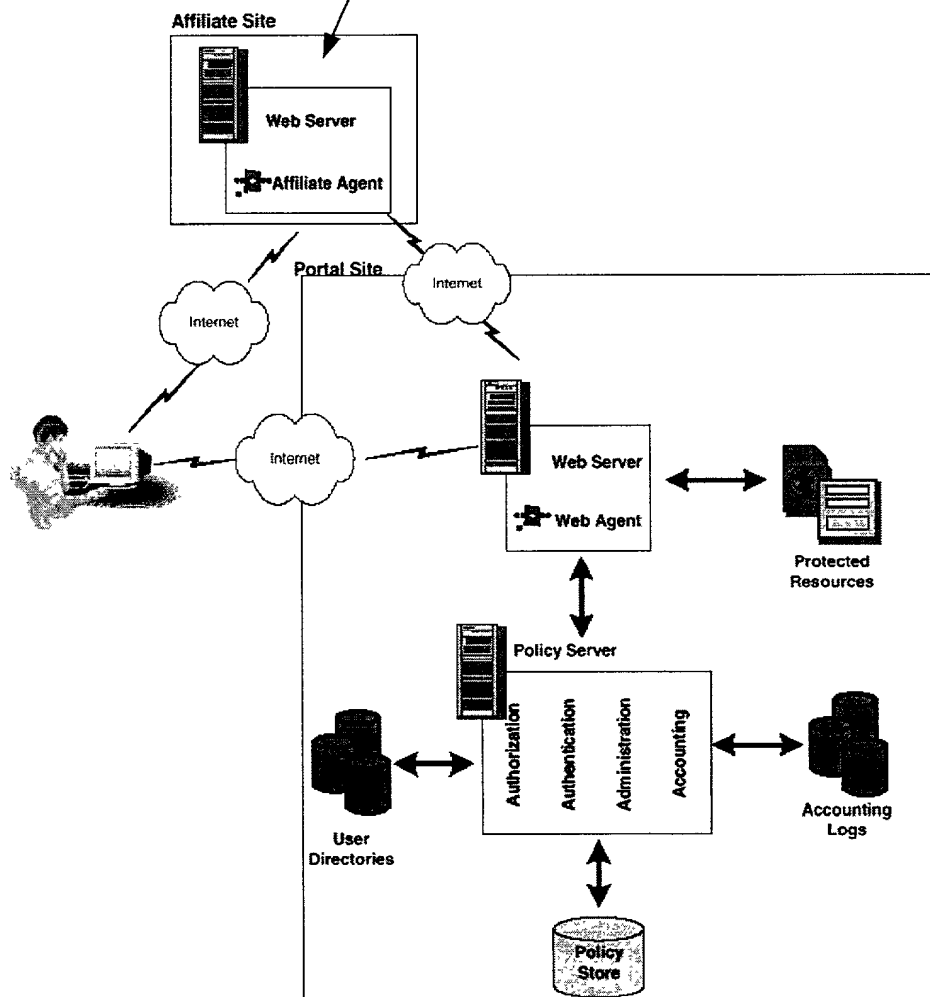 Affiliate Site
Web Server
Affiliate Agent
Portal Site
Internet
Internet
Internet
Web Server
Web Agent
Protected
Resources
Policy Server
Authorization
Authentication
Administration
Accounting
User
Directories
Accounting
Logs
Policy
Store